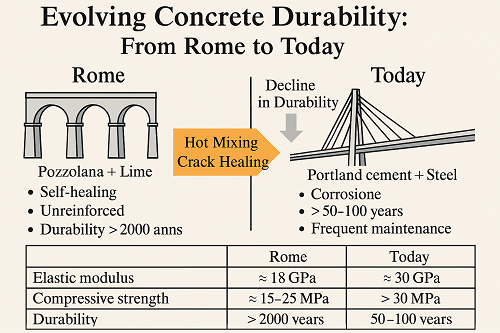 Evolving Concrete Durability:
From Rome to Today
Rome
Pozzolana + Lime
• Self-healing
• Unreinforced
• Durability > 2000 anns
Hot Mixing
Crack Healing
Decline
in Durability
Today
Portland cement + Steel
• Corrosione
• > 50–100 years
• Frequent maintenance
Rome Today
Elastic modulus ≈ 18 GPa ≈ 30 GPa
Compressive strength ≈ 15–25 MPa > 30 MPa
Durability > 2000 years 50–100 years